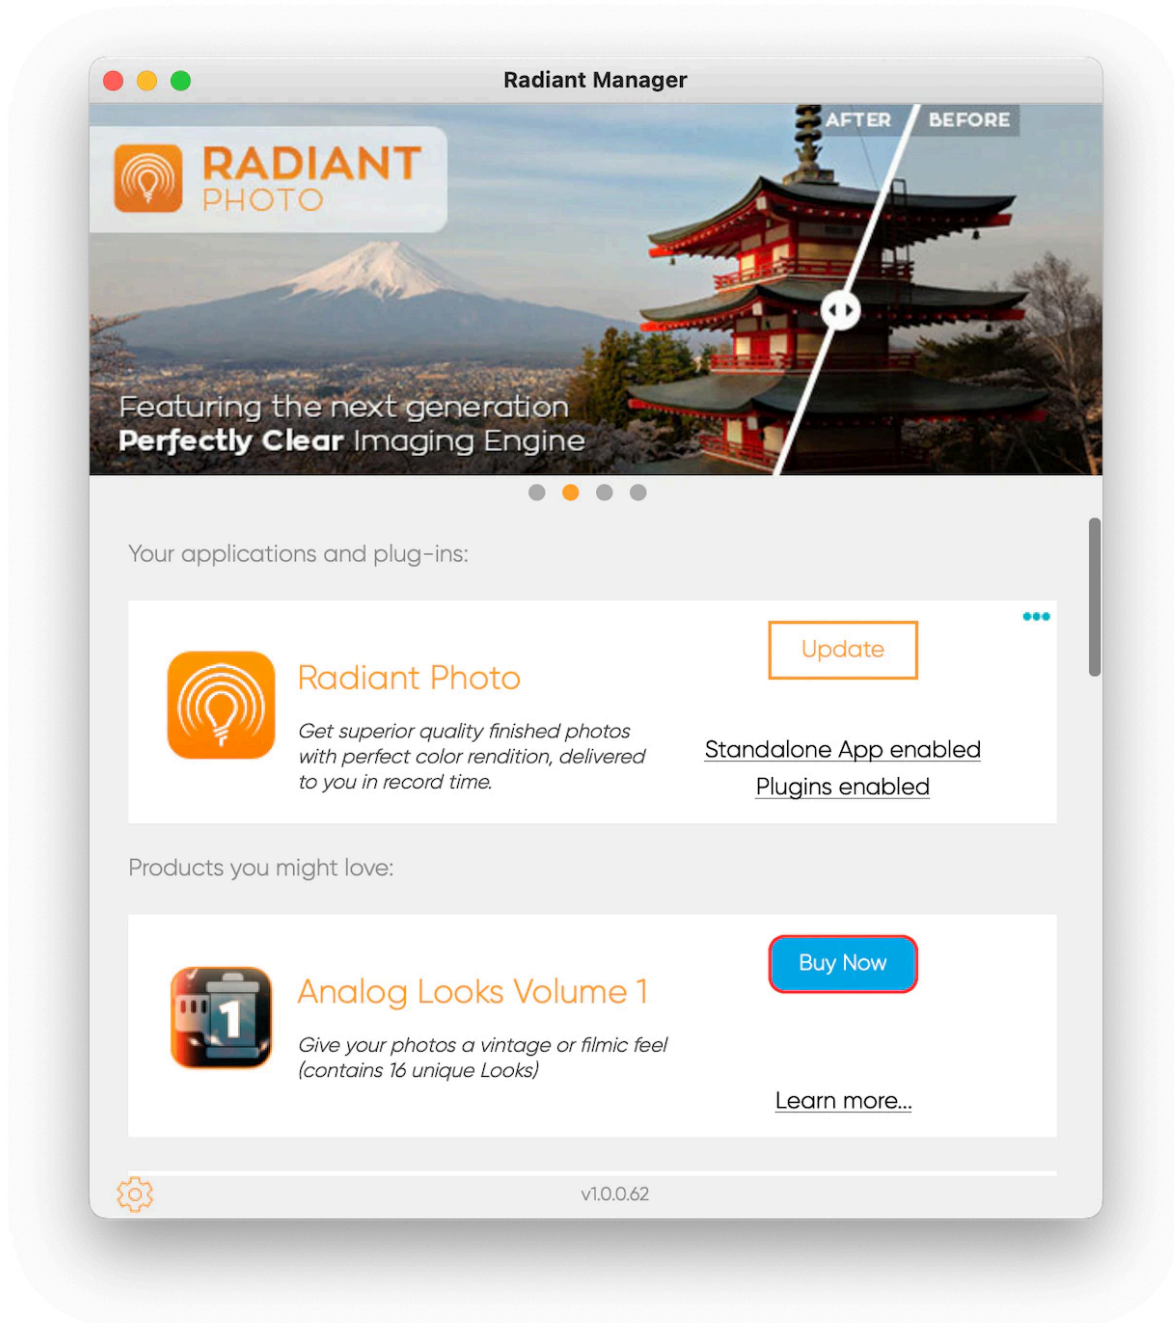 Radiant Manager
AFTER
BEFORE
RADIANT
PHOTO
Featuring the next generation
Perfectly Clear Imaging Engine
Your applications and plug-ins:
Radiant Photo
Get superior quality finished photos
with perfect color rendition, delivered
to you in record time.
Update
Standalone App enabled
Plugins enabled
Products you might love:
1
Analog Looks Volume 1
Give your photos a vintage or filmic feel
(contains 16 unique Looks)
Buy Now
Learn more...
v1.0.0.62